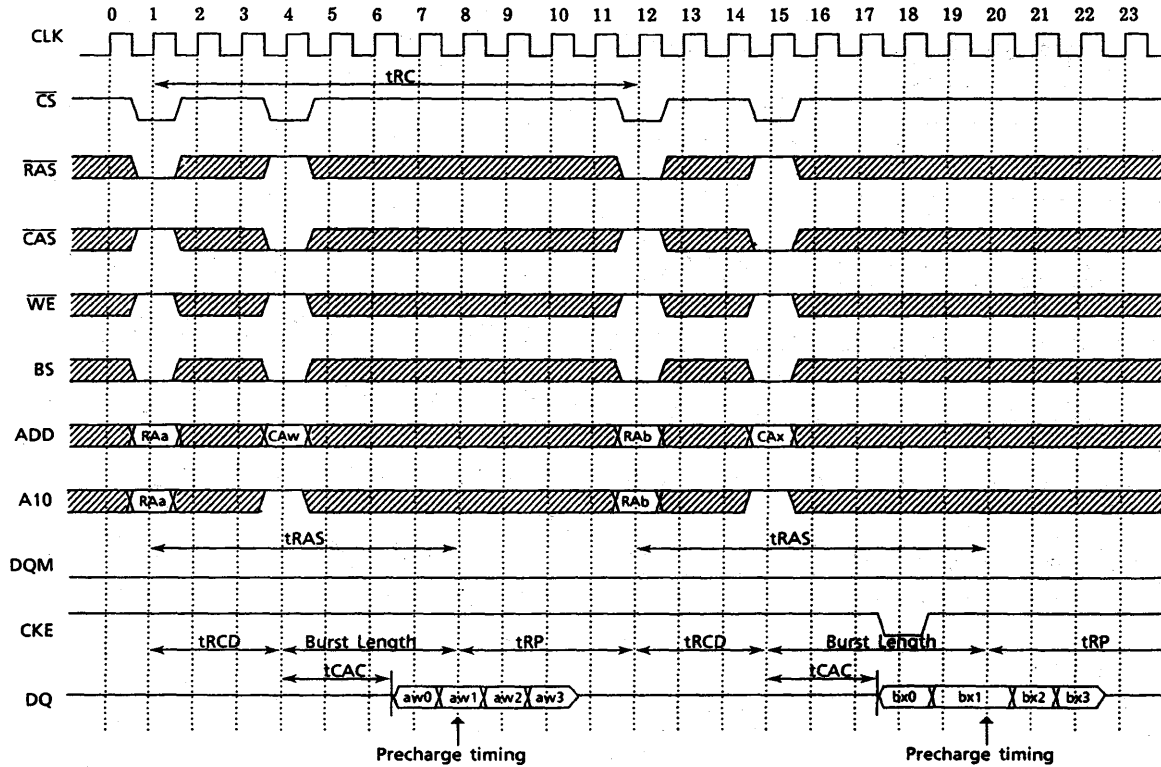 0 1 2 3 4 5 6 7 8 9 10 11 12 13 14 15 16 17 18 19 20 21 22 23
CLK
tRC
CS
RAS
CAS
WE
BS
ADD RAa CAw RAb CAx
A10 RAa RAb
tRAS tRAS
DQM
CKE
tRCD Burst Length tRP tRCD Burst Length tRP
tCAC tCAC
DQ aw0 aw1 aw2 aw3 bx0 bx1 bx2 bx3
Precharge timing Precharge timing